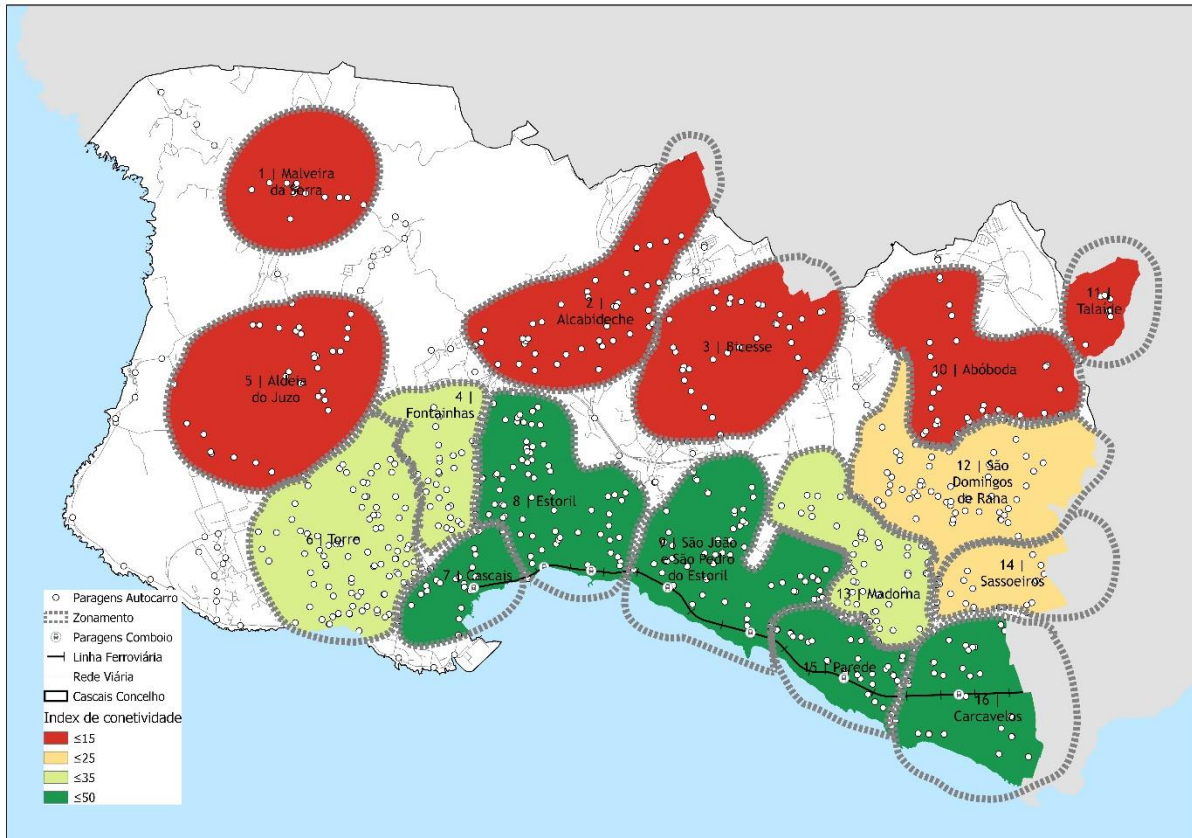 1 | Malveira
da Serra
2 |
Alcabideche
3 | Bicesse
11 |
Talaíde
10 | Abóboda
5 | Aldeia
do Juzo
4 |
Fontainhas
12 | São
Domingos
de Rana
8 | Estoril
6 | Torre
9 | São João
e São Pedro
do Estoril
7 | Cascais
14 |
Sassoeiros
13 | Madorna
15 | Parede
16 |
Carcavelos
Paragens Autocarro
Zonamento
Paragens Comboio
Linha Ferroviária
Rede Viária
Cascais Concelho
Index de conetividade
≤15
≤25
≤35
≤50